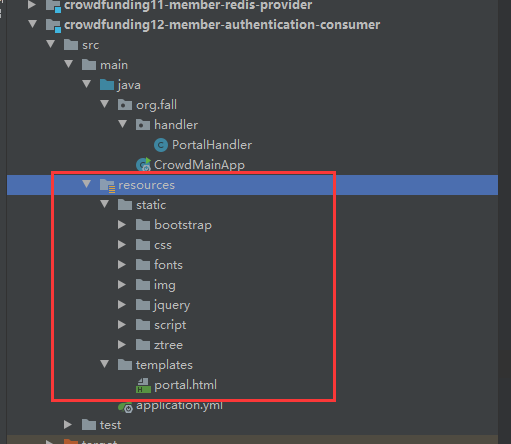 crowdfunding11-member-redis-provider
crowdfunding12-member-authentication-consumer
src
main
java
org.fall
handler
PortalHandler
CrowdMainApp
resources
static
bootstrap
css
fonts
img
jquery
script
ztree
templates
portal.html
application.yml
test
target